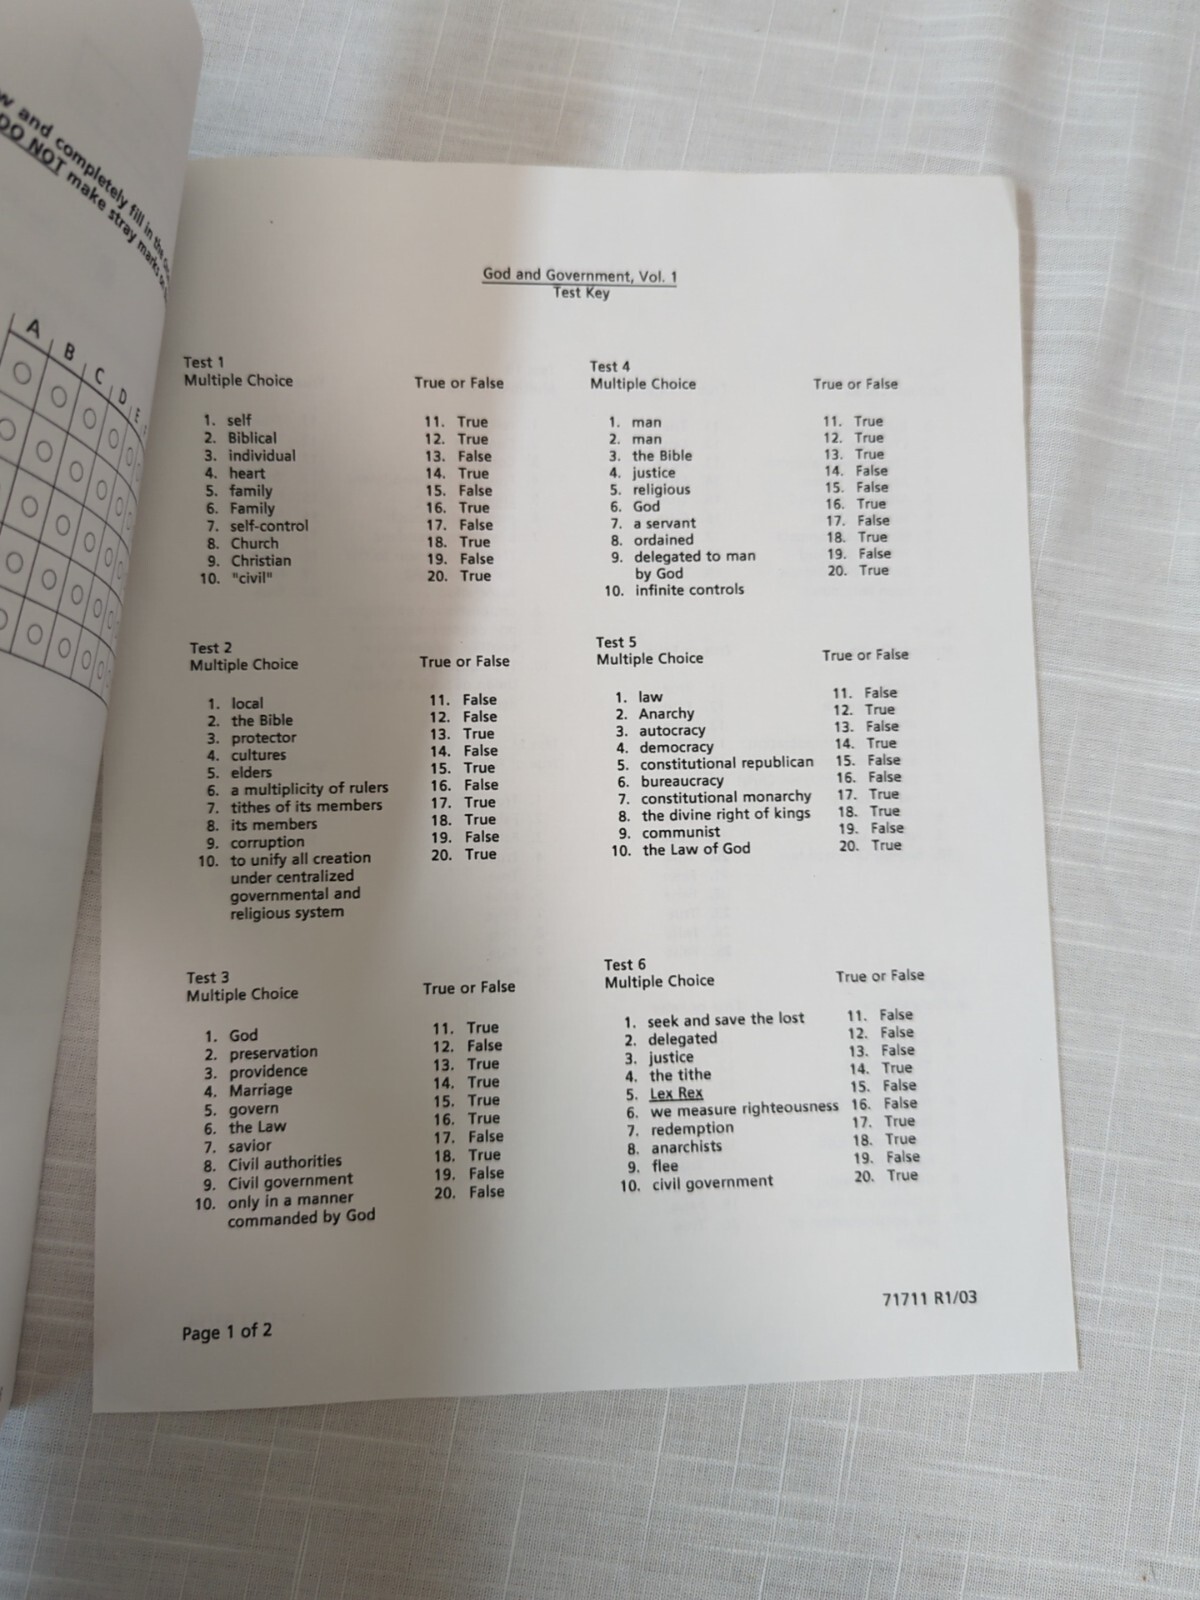 w and completely fill in the
DO NOT make stray marks
A B C D E
God and Government, Vol. 1
Test Key
Test 1
Multiple Choice
True or False
1. self
2. Biblical
3. individual
4. heart
5. family
6. Family
7. self-control
8. Church
9. Christian
10. "civil"
11. True
12. True
13. False
14. True
15. False
16. True
17. False
18. True
19. False
20. True
Test 2
Multiple Choice
True or False
1. local
2. the Bible
3. protector
4. cultures
5. elders
6. a multiplicity of rulers
7. tithes of its members
8. its members
9. corruption
10. to unify all creation
under centralized
governmental and
religious system
11. False
12. False
13. True
14. False
15. True
16. False
17. True
18. True
19. False
20. True
Test 3
Multiple Choice
True or False
1. God
2. preservation
3. providence
4. Marriage
5. govern
6. the Law
7. savior
8. Civil authorities
9. Civil government
10. only in a manner
commanded by God
11. True
12. False
13. True
14. True
15. True
16. True
17. False
18. True
19. False
20. False
Test 4
Multiple Choice
True or False
1. man
2. man
3. the Bible
4. justice
5. religious
6. God
7. a servant
8. ordained
9. delegated to man
by God
10. infinite controls
11. True
12. True
13. True
14. False
15. False
16. True
17. False
18. True
19. False
20. True
Test 5
Multiple Choice
True or False
1. law
2. Anarchy
3. autocracy
4. democracy
5. constitutional republican
6. bureaucracy
7. constitutional monarchy
8. the divine right of kings
9. communist
10. the Law of God
11. False
12. True
13. False
14. True
15. False
16. False
17. True
18. True
19. False
20. True
Test 6
Multiple Choice
True or False
1. seek and save the lost
2. delegated
3. justice
4. the tithe
5. Lex Rex
6. we measure righteousness
7. redemption
8. anarchists
9. flee
10. civil government
11. False
12. False
13. False
14. True
15. False
16. False
17. True
18. True
19. False
20. True
71711 R1/03
Page 1 of 2